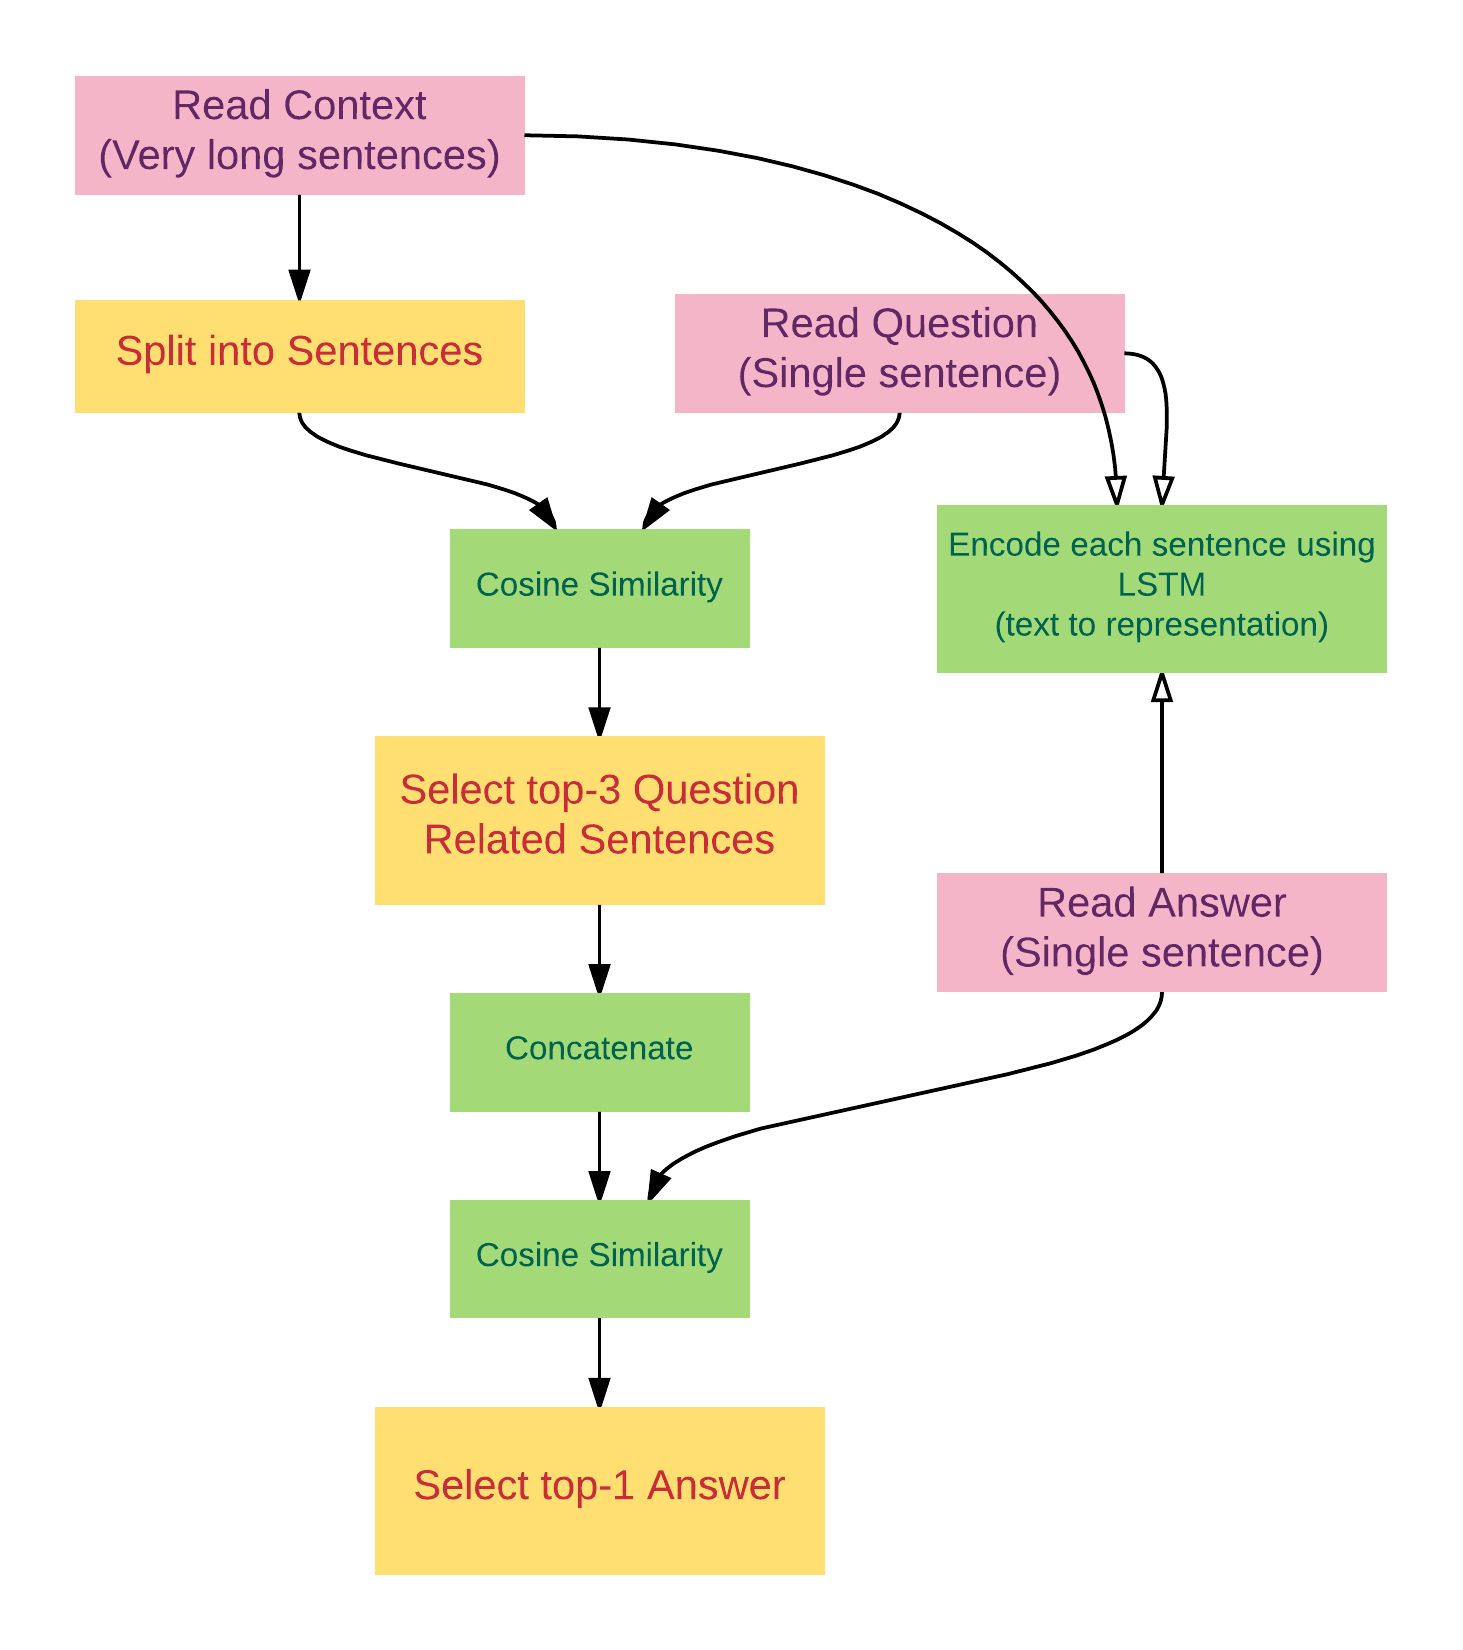 Read Context
(Very long sentences)
Split into Sentences
Read Question
(Single sentence)
Cosine Similarity
Encode each sentence using
LSTM
(text to representation)
Select top-3 Question
Related Sentences
Read Answer
(Single sentence)
Concatenate
Cosine Similarity
Select top-1 Answer